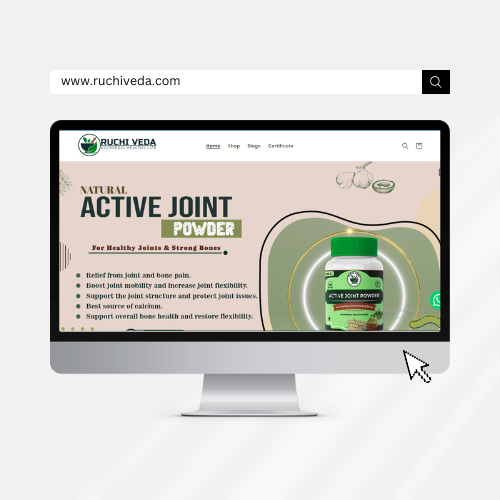 www.ruchiveda.com
RUCHI VEDA
AYURVEDIC HEALTHY LIFE
Home Shop Blogs Certificate
NATURAL
ACTIVE JOINT
POWDER
For Healthy Joints & Strong Bones
Relief from joint and bone pain.
Boost joint mobility and increase joint flexibility.
Support the joint structure and protect joint issues.
Best source of calcium.
Support overall bone health and restore flexibility.
ACTIVE JOINT POWDER